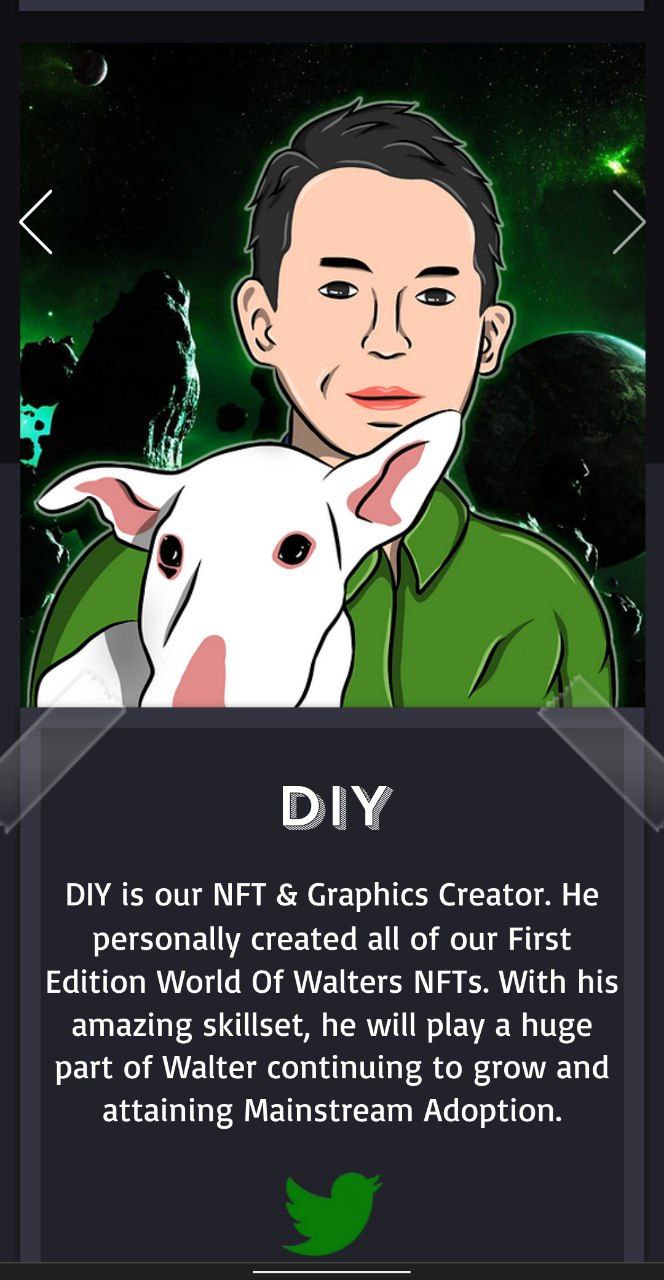 DIY
DIY is our NFT & Graphics Creator. He
personally created all of our First
Edition World Of Walters NFTs. With his
amazing skillset, he will play a huge
part of Walter continuing to grow and
attaining Mainstream Adoption.